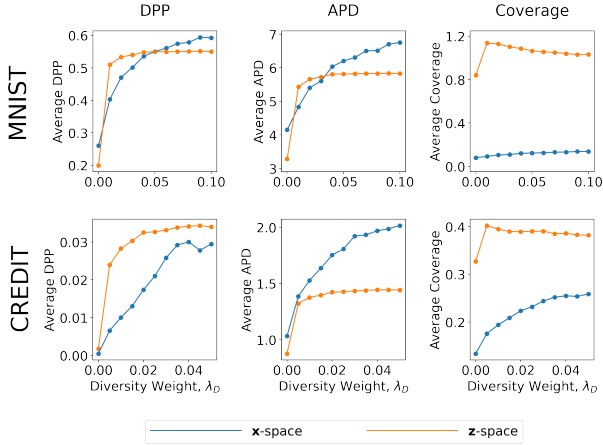 DPP
APD
Coverage
MNIST
Average DPP
0.6
0.5
0.4
0.3
0.2
0.00
0.05
0.10
Average APD
7
6
5
4
3
0.00
0.05
0.10
Average Coverage
1.2
0.8
0.4
0.0
0.00
0.05
0.10
CREDIT
Average DPP
0.03
0.02
0.01
0.00
0.00
0.02
0.04
Diversity Weight, λ_D
Average APD
2.0
1.5
1.0
0.00
0.02
0.04
Diversity Weight, λ_D
Average Coverage
0.4
0.3
0.2
0.00
0.02
0.04
Diversity Weight, λ_D
x-space
z-space